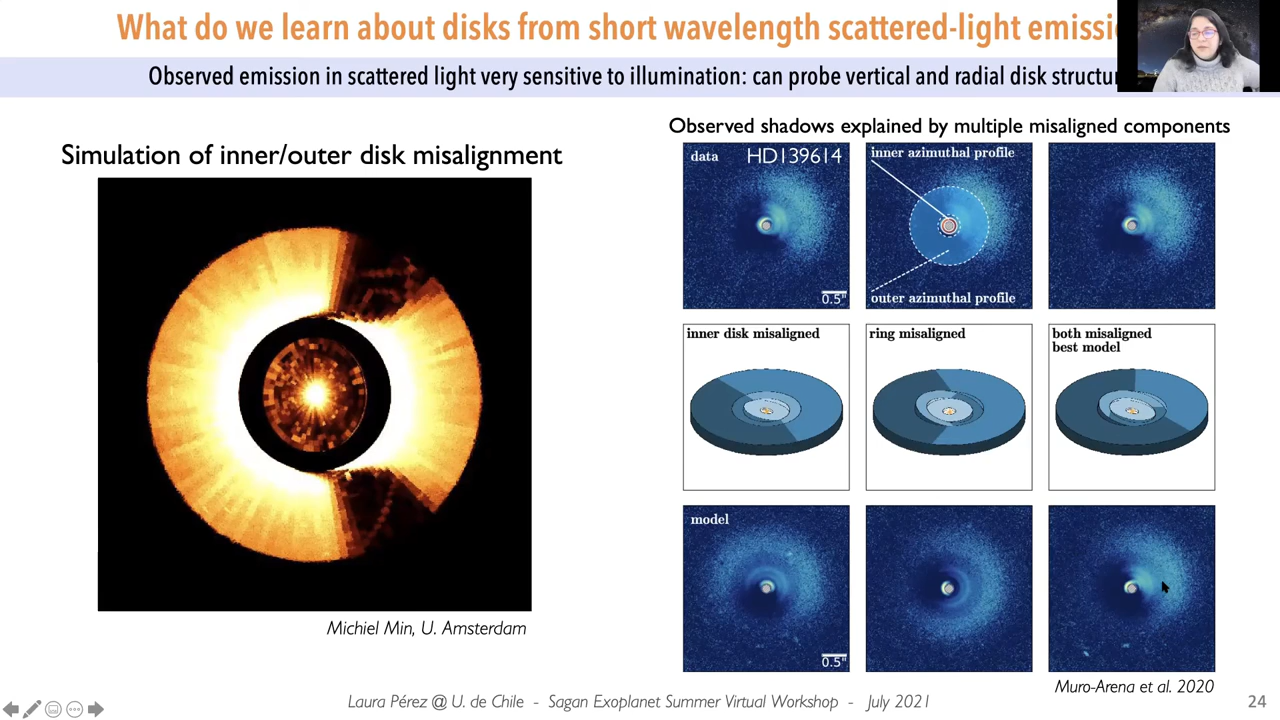 What do we learn about disks from short wavelength scattered-light
Observed emission in scattered light very sensitive to illumination: can probe vertical and radial disk
Simulation of inner/outer disk misalignment
Michiel Min, U. Amsterdam
Observed shadows explained by multiple misaligned components
data
HD139614
0.5"
inner azimuthal profile
outer azimuthal profile
inner disk misaligned
ring misaligned
both misaligned
best model
model
0.5"
Muro-Arena et al. 2020
Laura Pérez @ U. de Chile - Sagan Exoplanet Summer Virtual Workshop - July 2021
24